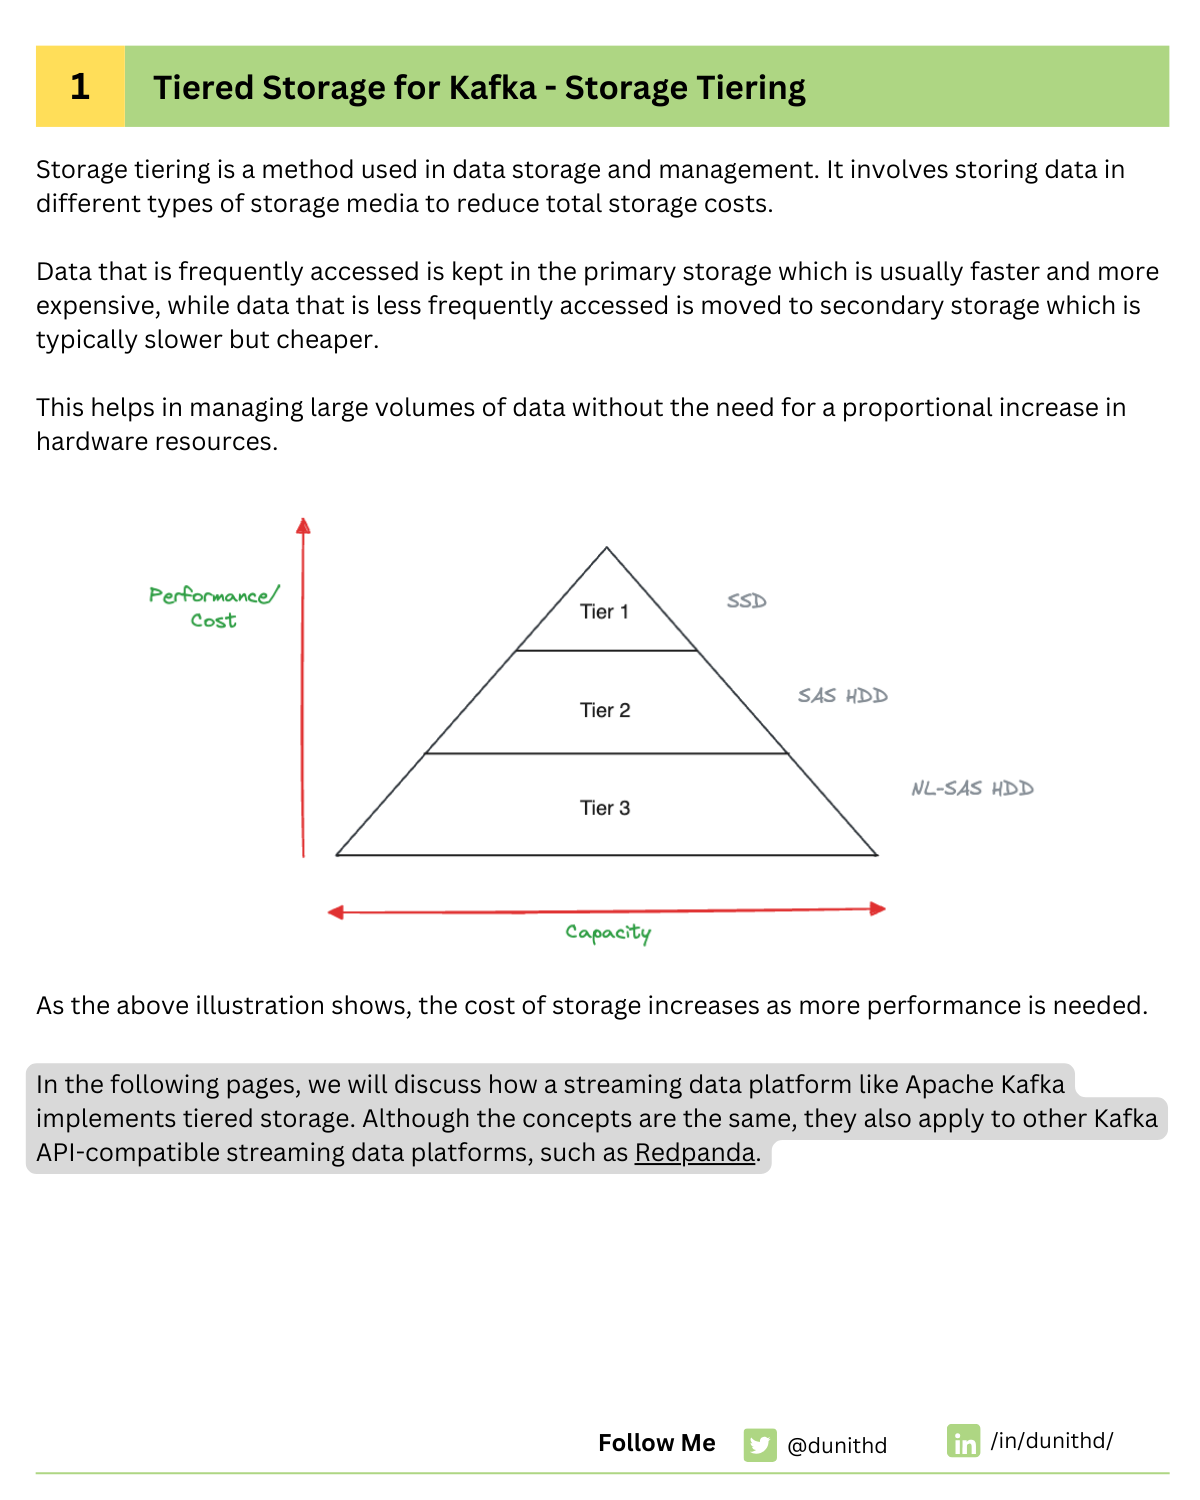 1
Tiered Storage for Kafka - Storage Tiering
Storage tiering is a method used in data storage and management. It involves storing data in
different types of storage media to reduce total storage costs.
Data that is frequently accessed is kept in the primary storage which is usually faster and more
expensive, while data that is less frequently accessed is moved to secondary storage which is
typically slower but cheaper.
This helps in managing large volumes of data without the need for a proportional increase in
hardware resources.
Performance/
Cost
Tier 1
SSD
Tier 2
SAS HDD
Tier 3
NL-SAS HDD
Capacity
As the above illustration shows, the cost of storage increases as more performance is needed.
In the following pages, we will discuss how a streaming data platform like Apache Kafka
implements tiered storage. Although the concepts are the same, they also apply to other Kafka
API-compatible streaming data platforms, such as Redpanda.
Follow Me
@dunithd
in
/in/dunithd/